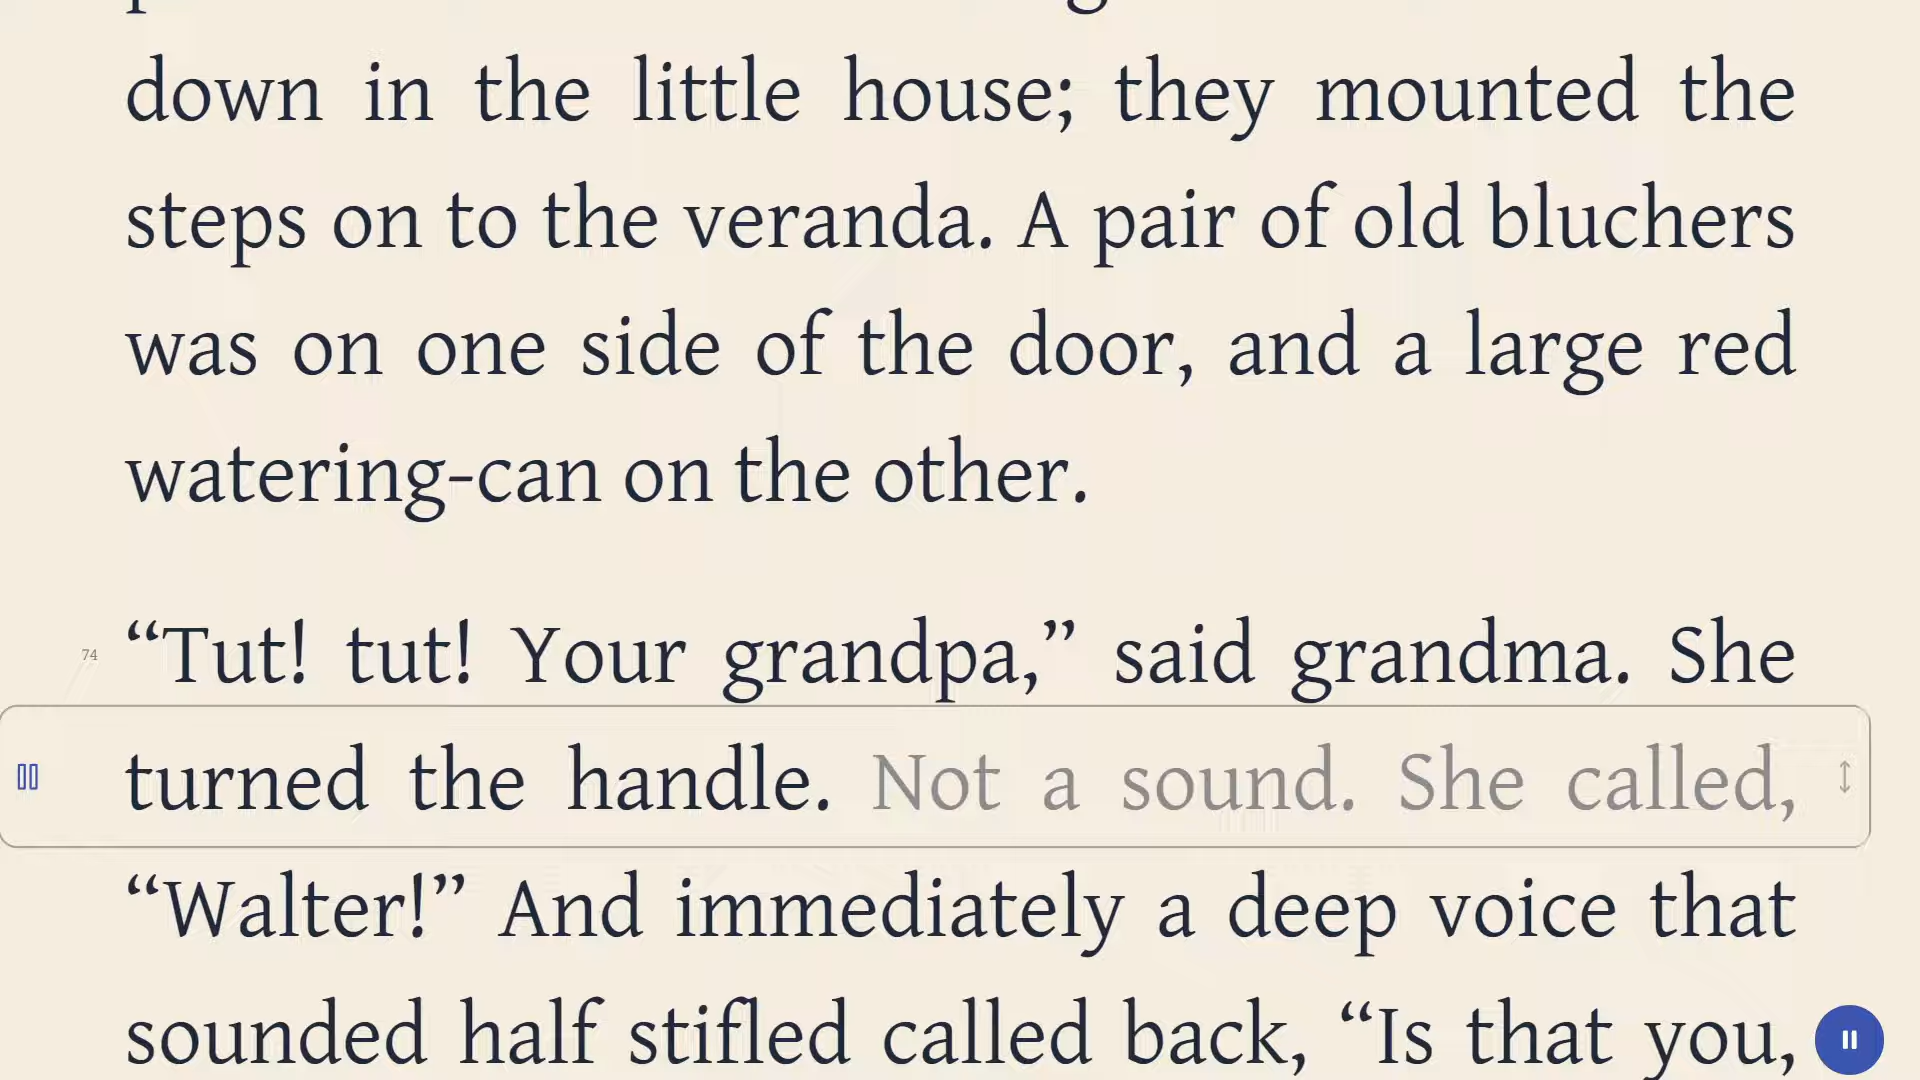 down in the little house; they mounted the
steps on to the veranda. A pair of old bluchers
was on one side of the door, and a large red
watering-can on the other.
74
“Tut! tut! Your grandpa,” said grandma. She
turned the handle. Not a sound. She called,
“Walter!” And immediately a deep voice that
sounded half stifled called back, “Is that you,